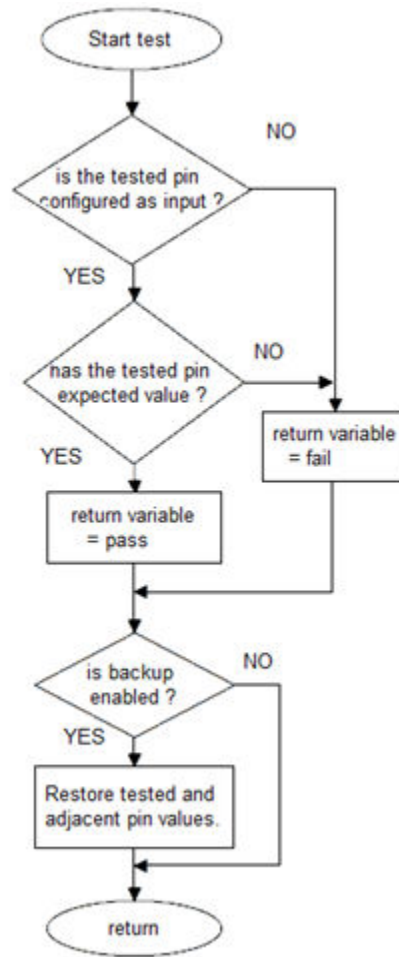 Start test
NO
is the tested pin
configured as input ?
YES
has the tested pin
expected value ?
NO
YES
return variable
= fail
return variable
= pass
is backup
enabled ?
NO
YES
Restore tested and
adjacent pin values.
return